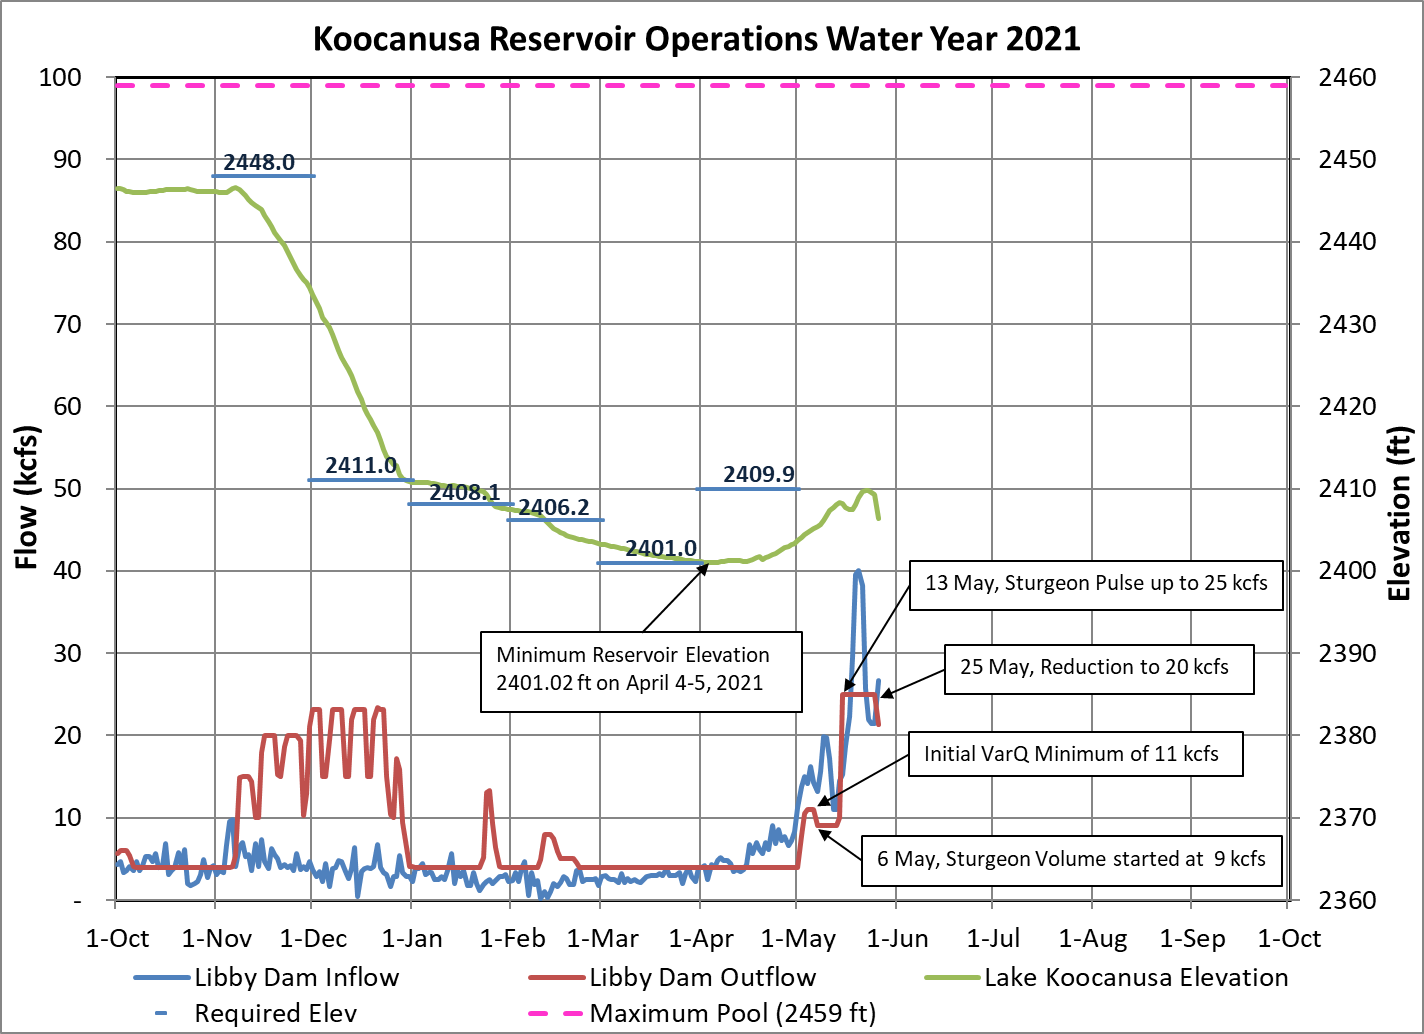 Koocanusa Reservoir Operations Water Year 2021
100
90
80
70
60
50
40
30
20
10
-
Flow (kcfs)
2460
2450
2440
2430
2420
2410
2400
2390
2380
2370
2360
Elevation (ft)
2448.0
2411.0
2408.1
2406.2
2401.0
2409.9
13 May, Sturgeon Pulse up to 25 kcfs
Minimum Reservoir Elevation
2401.02 ft on April 4-5, 2021
25 May, Reduction to 20 kcfs
Initial VarQ Minimum of 11 kcfs
6 May, Sturgeon Volume started at 9 kcfs
1-Oct 1-Nov 1-Dec 1-Jan 1-Feb 1-Mar 1-Apr 1-May 1-Jun 1-Jul 1-Aug 1-Sep 1-Oct
Libby Dam Inflow Libby Dam Outflow Lake Koocanusa Elevation
Required Elev Maximum Pool (2459 ft)